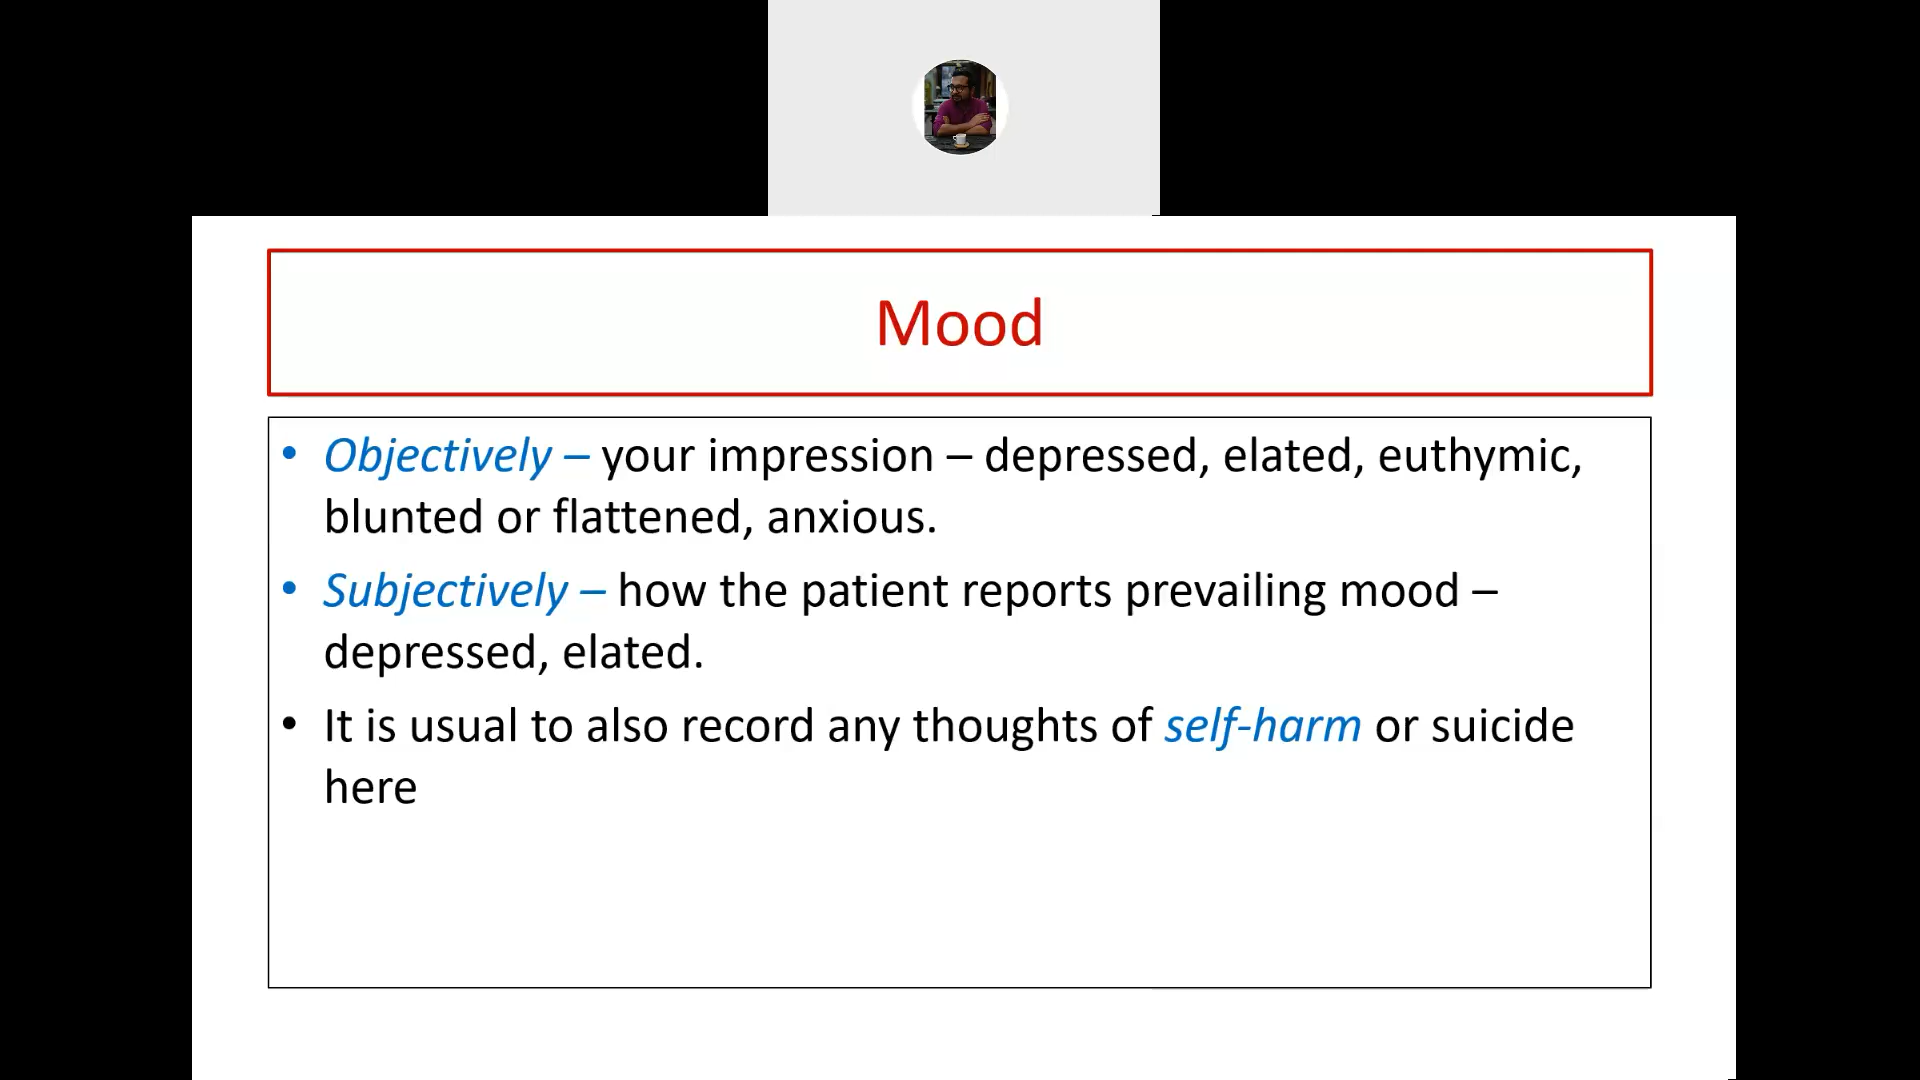 Mood
• Objectively – your impression – depressed, elated, euthymic,
blunted or flattened, anxious.
• Subjectively – how the patient reports prevailing mood –
depressed, elated.
• It is usual to also record any thoughts of self-harm or suicide
here